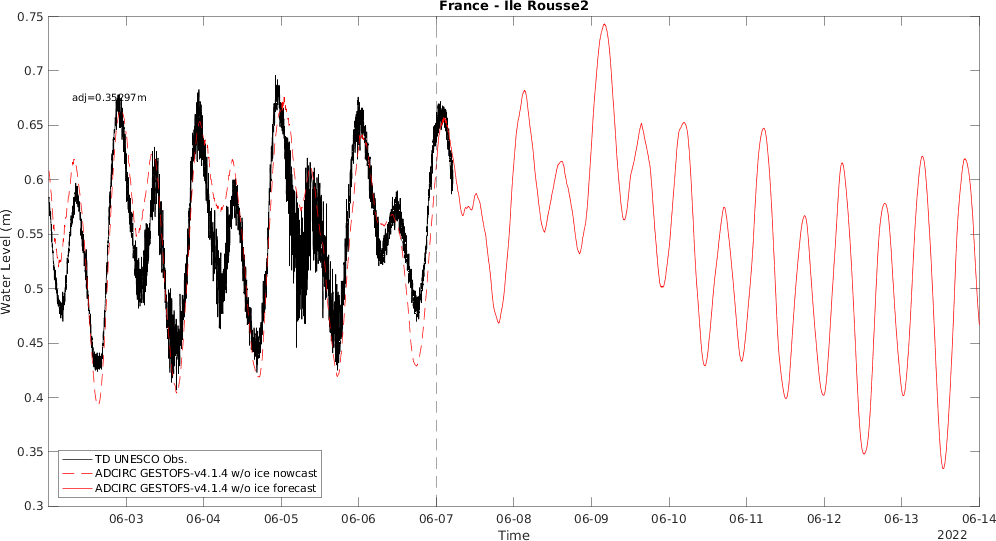 France - Ile Rousse2
Water Level (m)
0.75
0.7
0.65
0.6
0.55
0.5
0.45
0.4
0.35
0.3
adj=0.35297m
TD UNESCO Obs.
ADCIRC GESTOFS-v4.1.4 w/o ice nowcast
ADCIRC GESTOFS-v4.1.4 w/o ice forecast
06-03 06-04 06-05 06-06 06-07 06-08 06-09 06-10 06-11 06-12 06-13 06-14
Time
2022